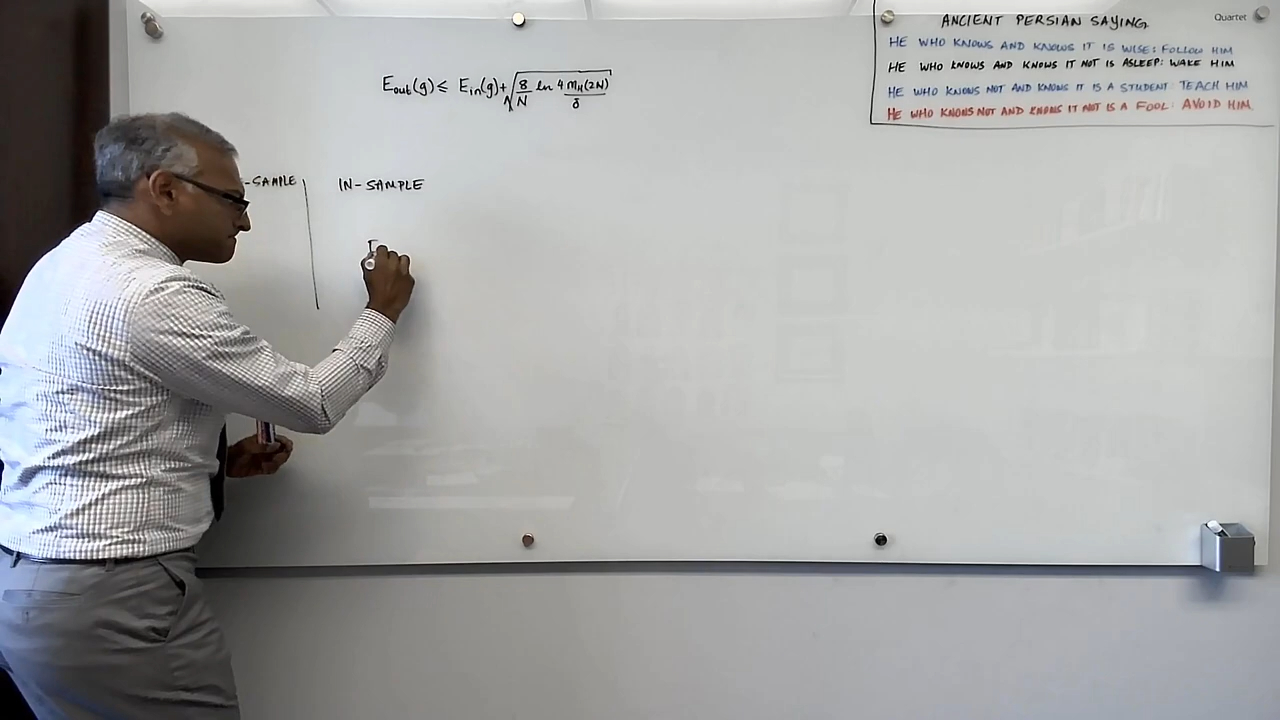 ANCIENT PERSIAN SAYING
Quartet
HE WHO KNOWS AND KNOWS IT IS WISE: FOLLOW HIM
HE WHO KNOWS AND KNOWS IT NOT IS ASLEEP: WAKE HIM
HE WHO KNOWS NOT AND KNOWS IT IS A STUDENT: TEACH HIM
HE WHO KNOWS NOT AND KNOWS IT NOT IS A FOOL: AVOID HIM
E_out(g) ≤ E_in(g) + √(8/N ln 4 m_H(2N)/δ)
-SAMPLE
IN-SAMPLE